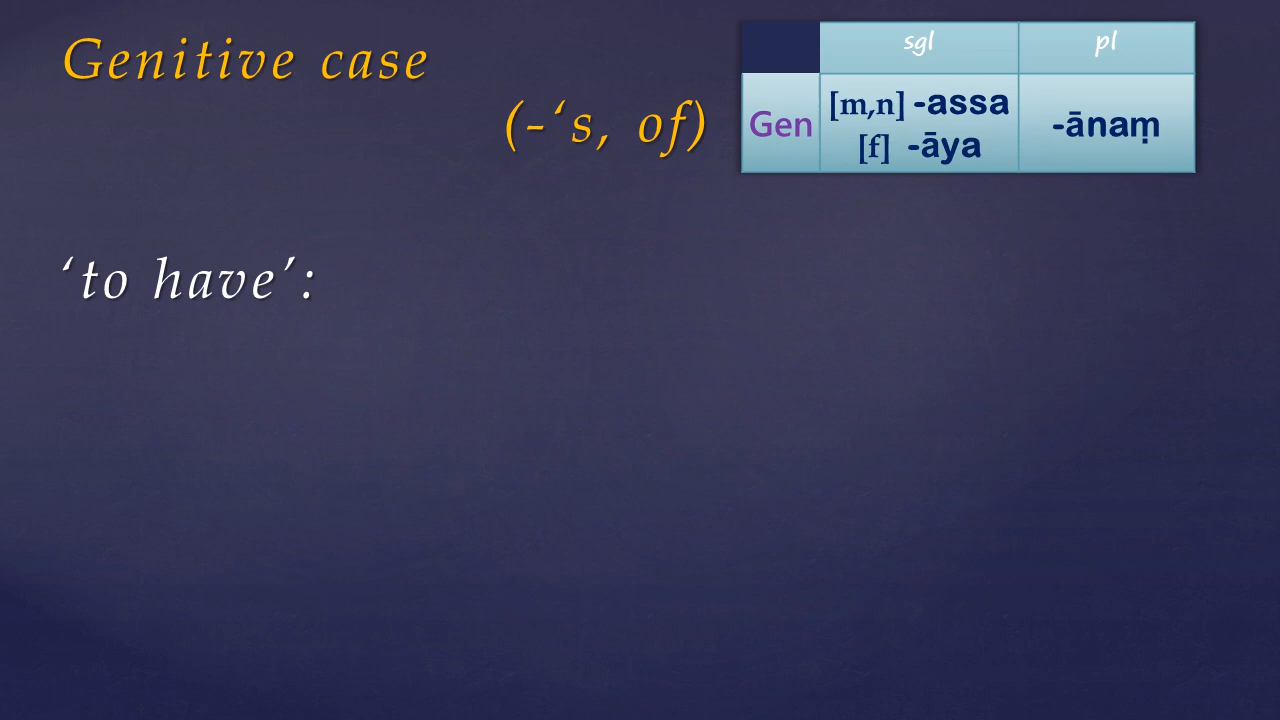 Genitive case
(-‘s, of)
sgl pl
Gen [m,n] -assa -ānaṃ
[f] -āya
‘to have’: